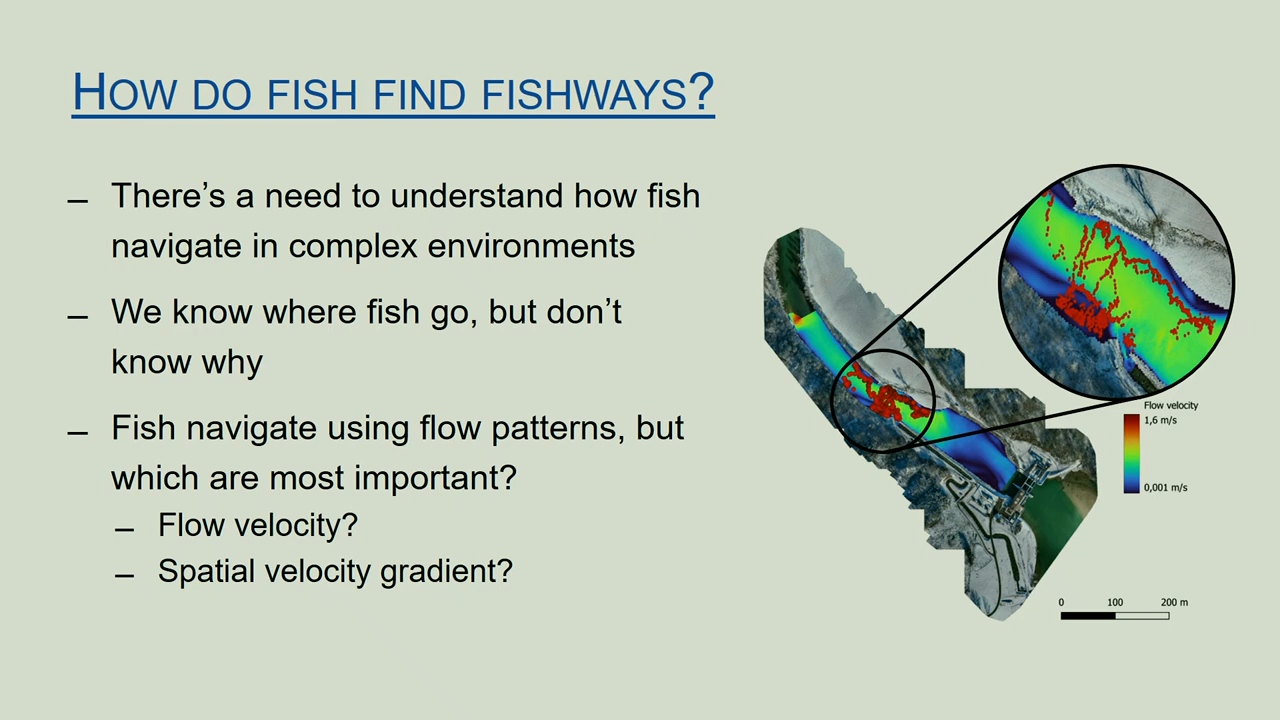 HOW DO FISH FIND FISHWAYS?
– There’s a need to understand how fish
navigate in complex environments
– We know where fish go, but don’t
know why
– Fish navigate using flow patterns, but
which are most important?
– Flow velocity?
– Spatial velocity gradient?
Flow velocity
1,6 m/s
0,001 m/s
0 100 200 m